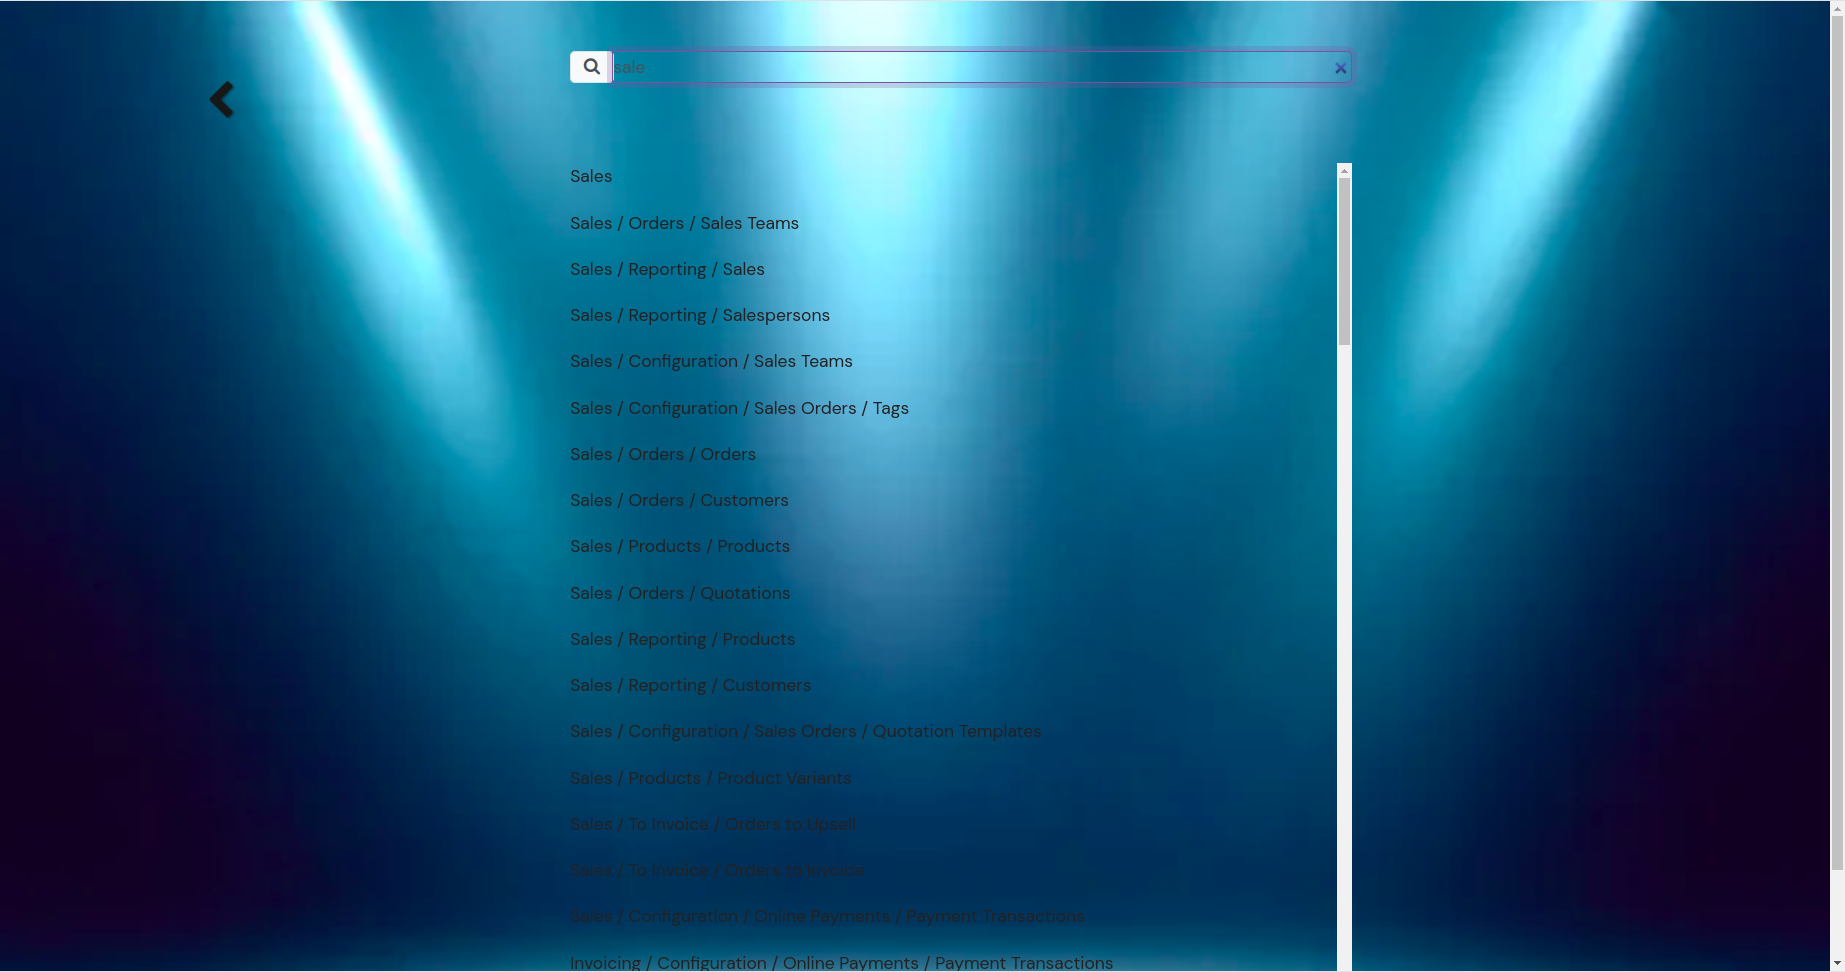 sale
Sales
Sales / Orders / Sales Teams
Sales / Reporting / Sales
Sales / Reporting / Salespersons
Sales / Configuration / Sales Teams
Sales / Configuration / Sales Orders / Tags
Sales / Orders / Orders
Sales / Orders / Customers
Sales / Products / Products
Sales / Orders / Quotations
Sales / Reporting / Products
Sales / Reporting / Customers
Sales / Configuration / Sales Orders / Quotation Templates
Sales / Products / Product Variants
Sales / To Invoice / Orders to Upsell
Sales / To Invoice / Orders to Invoice
Sales / Configuration / Online Payments / Payment Transactions
Invoicing / Configuration / Online Payments / Payment Transactions